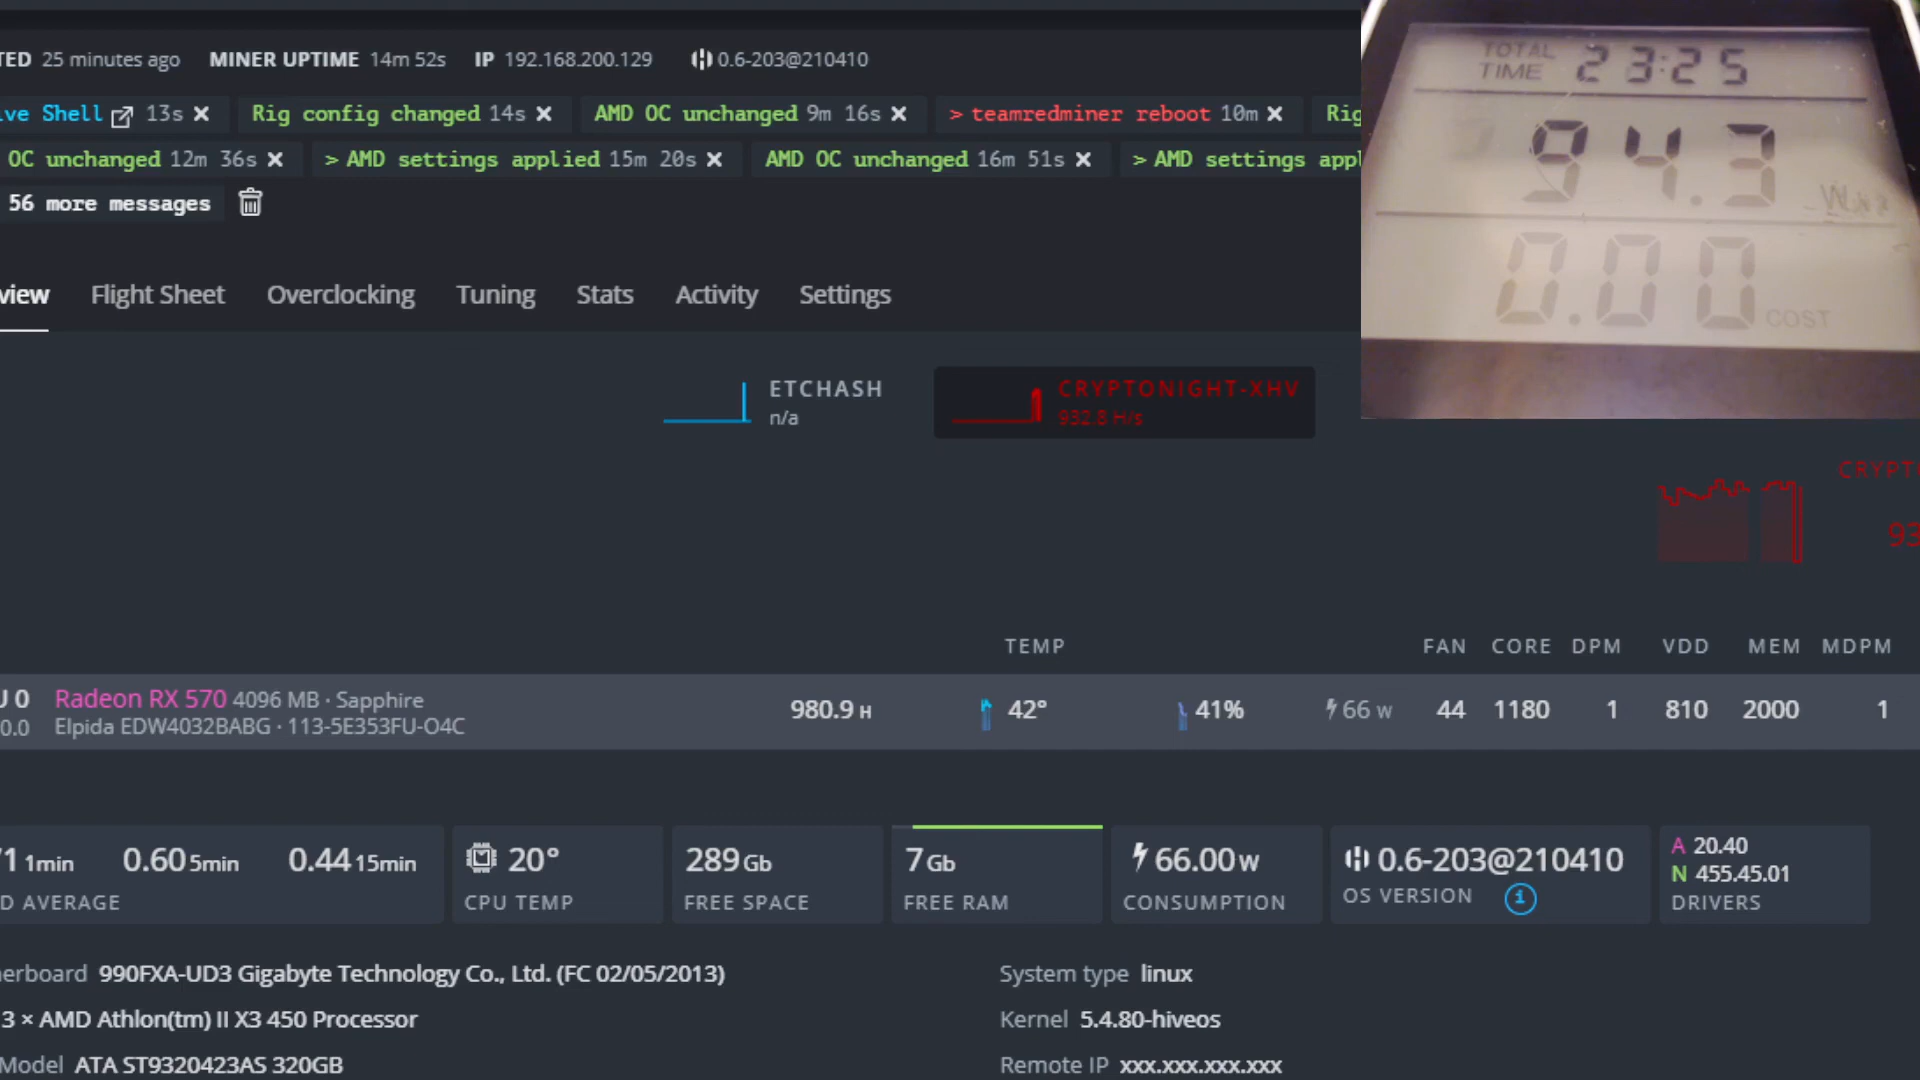 TED 25 minutes ago MINER UPTIME 14m 52s IP 192.168.200.129 0.6-203@210410
ve Shell 13s × Rig config changed 14s × AMD OC unchanged 9m 16s × > teamredminer reboot 10m × Rig
OC unchanged 12m 36s × > AMD settings applied 15m 20s × AMD OC unchanged 16m 51s × > AMD settings appl
56 more messages
TOTAL TIME 23:25
94.3
0.00 COST
view Flight Sheet Overclocking Tuning Stats Activity Settings
ETCHASH
n/a
CRYPTONIGHT-XHV
932.8 H/s
CRYPT
93
TEMP FAN CORE DPM VDD MEM MDPM
U 0 Radeon RX 570 4096 MB · Sapphire
0.0 Elpida EDW4032BABG · 113-5E353FU-O4C
980.9 H 42° 41% 66 W 44 1180 1 810 2000 1
1 1min 0.60 5min 0.44 15min
D AVERAGE
20°
CPU TEMP
289 Gb
FREE SPACE
7 Gb
FREE RAM
66.00 W
CONSUMPTION
0.6-203@210410
OS VERSION
A 20.40
N 455.45.01
DRIVERS
erboard 990FXA-UD3 Gigabyte Technology Co., Ltd. (FC 02/05/2013)
3 × AMD Athlon(tm) II X3 450 Processor
Model ATA ST9320423AS 320GB
System type linux
Kernel 5.4.80-hiveos
Remote IP xxx.xxx.xxx.xxx